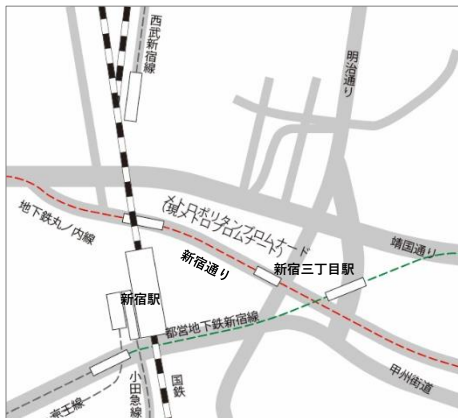 西武新宿線
明治通り
メトロポリタンプロムナード
(現メトロプロムナード)
地下鉄丸ノ内線
新宿通り
靖国通り
新宿三丁目駅
新宿駅
都営地下鉄新宿線
甲州街道
国鉄
小田急線
京王線